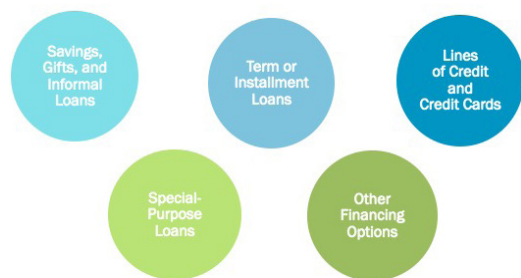 Savings,
Gifts, and
Informal
Loans
Term or
Installment
Loans
Lines
of Credit
and
Credit Cards
Special-
Purpose
Loans
Other
Financing
Options